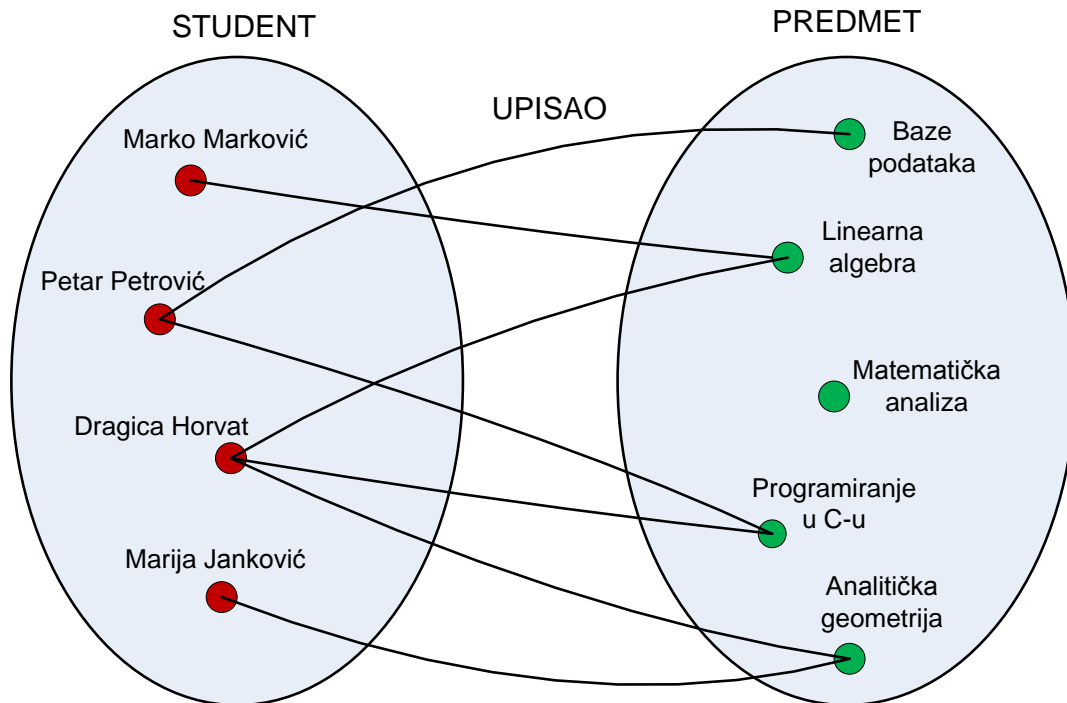 STUDENT
PREDMET
UPISAO
Marko Marković
Petar Petrović
Dragica Horvat
Marija Janković
Baze
podataka
Linearna
algebra
Matematička
analiza
Programiranje
u C-u
Analitička
geometrija